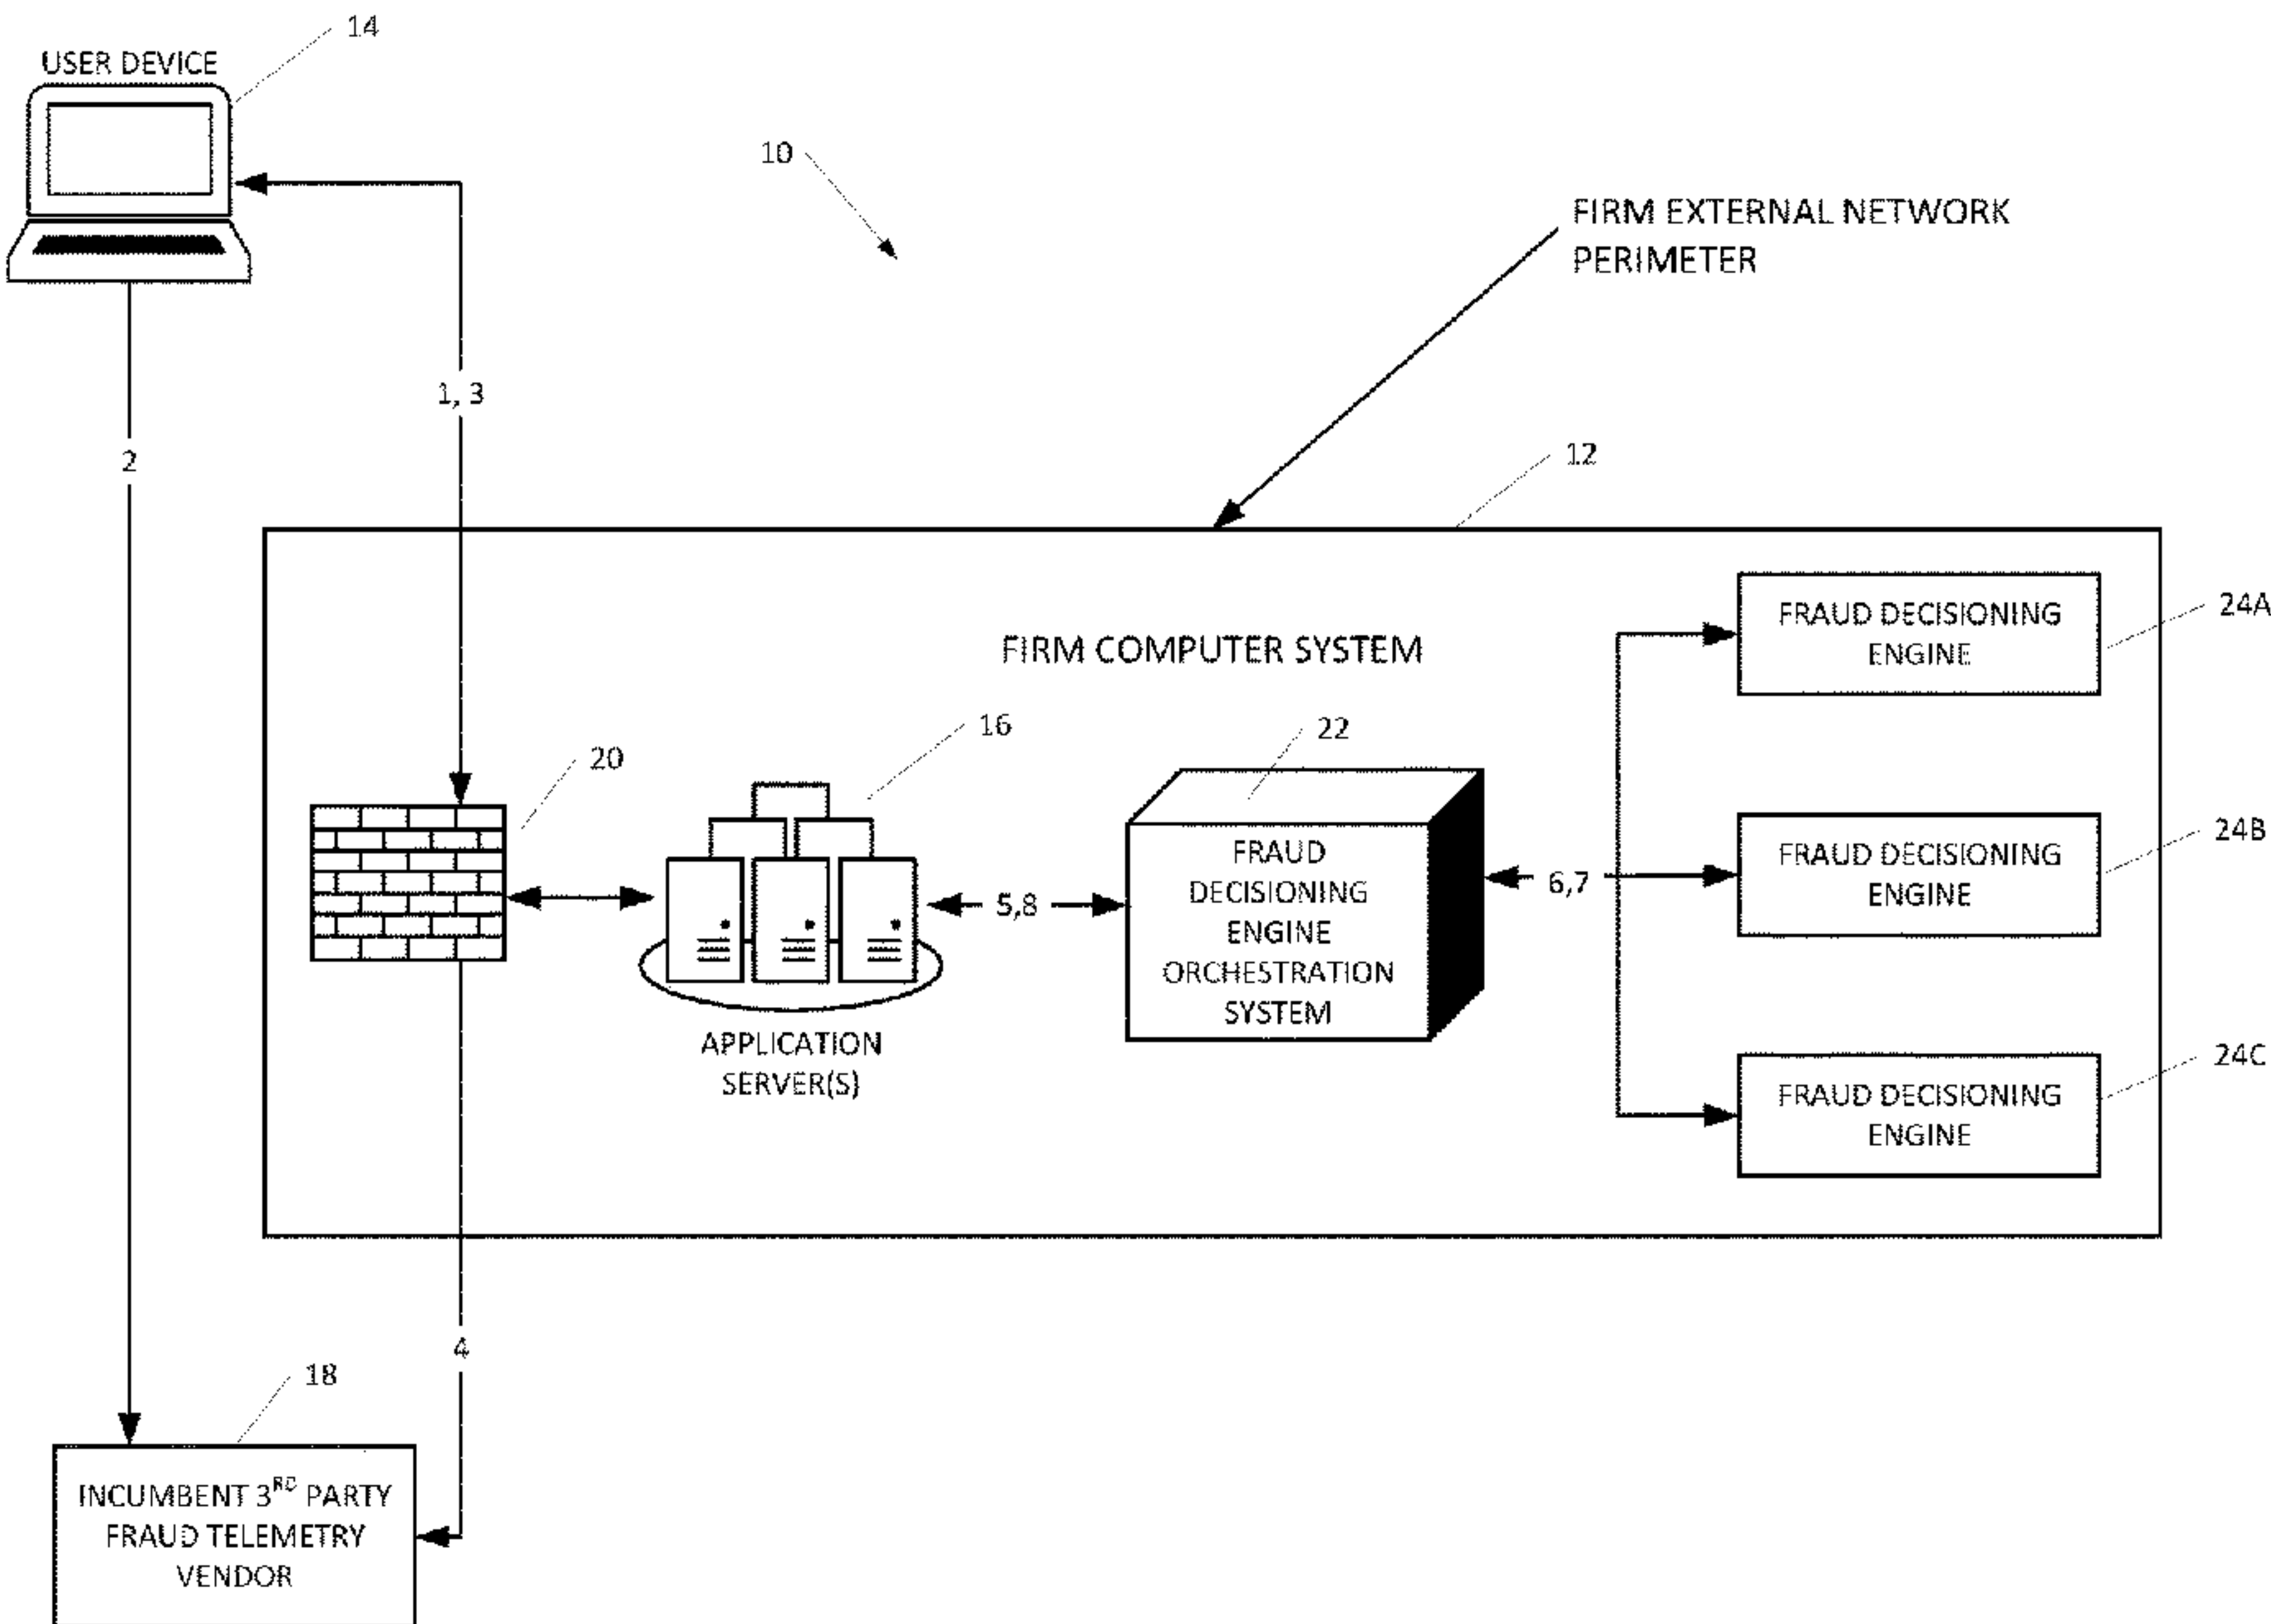 14
USER DEVICE
10
FIRM EXTERNAL NETWORK
PERIMETER
1, 3
2
12
FIRM COMPUTER SYSTEM
FRAUD DECISIONING
ENGINE
24A
16
22
20
FRAUD
DECISIONING
ENGINE
ORCHESTRATION
SYSTEM
5,8
6,7
FRAUD DECISIONING
ENGINE
24B
APPLICATION
SERVER(S)
FRAUD DECISIONING
ENGINE
24C
4
18
INCUMBENT 3RD PARTY
FRAUD TELEMETRY
VENDOR